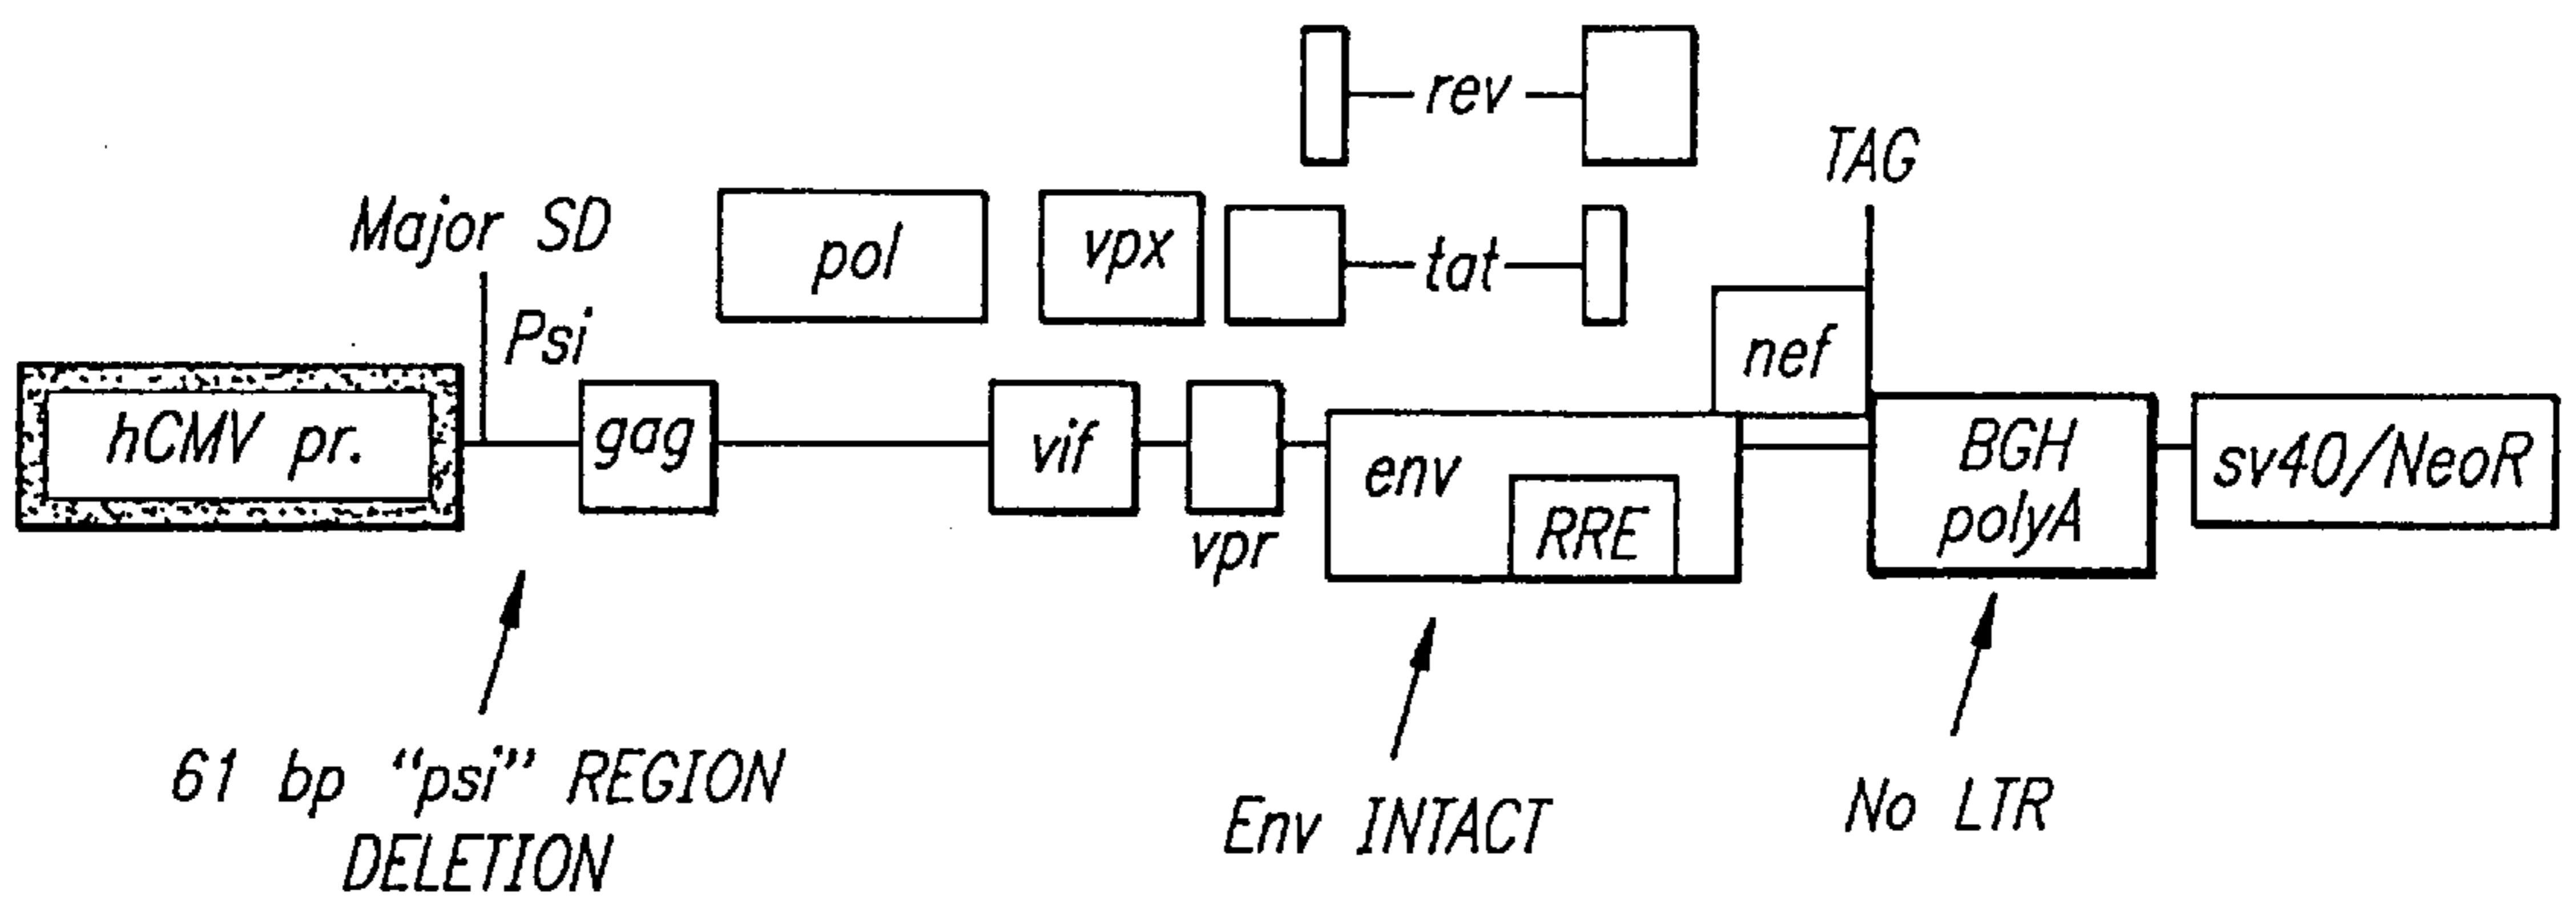 rev
TAG
Major SD
pol
vpx
tat
Psi
nef
hCMV pr.
gag
vif
vpr
env
RRE
BGH
polyA
sv40/NeoR
61 bp "psi" REGION
DELETION
Env INTACT
No LTR